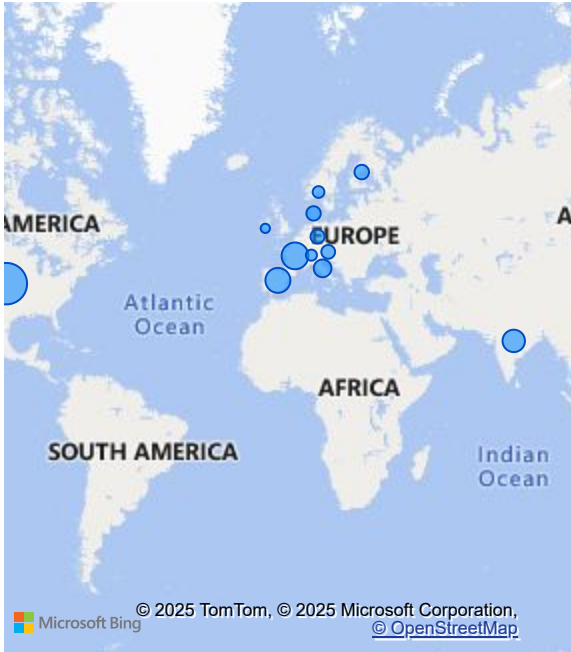 AMERICA
A
EUROPE
Atlantic
Ocean
AFRICA
SOUTH AMERICA
Indian
Ocean
© 2025 TomTom, © 2025 Microsoft Corporation,
Microsoft Bing
© OpenStreetMap